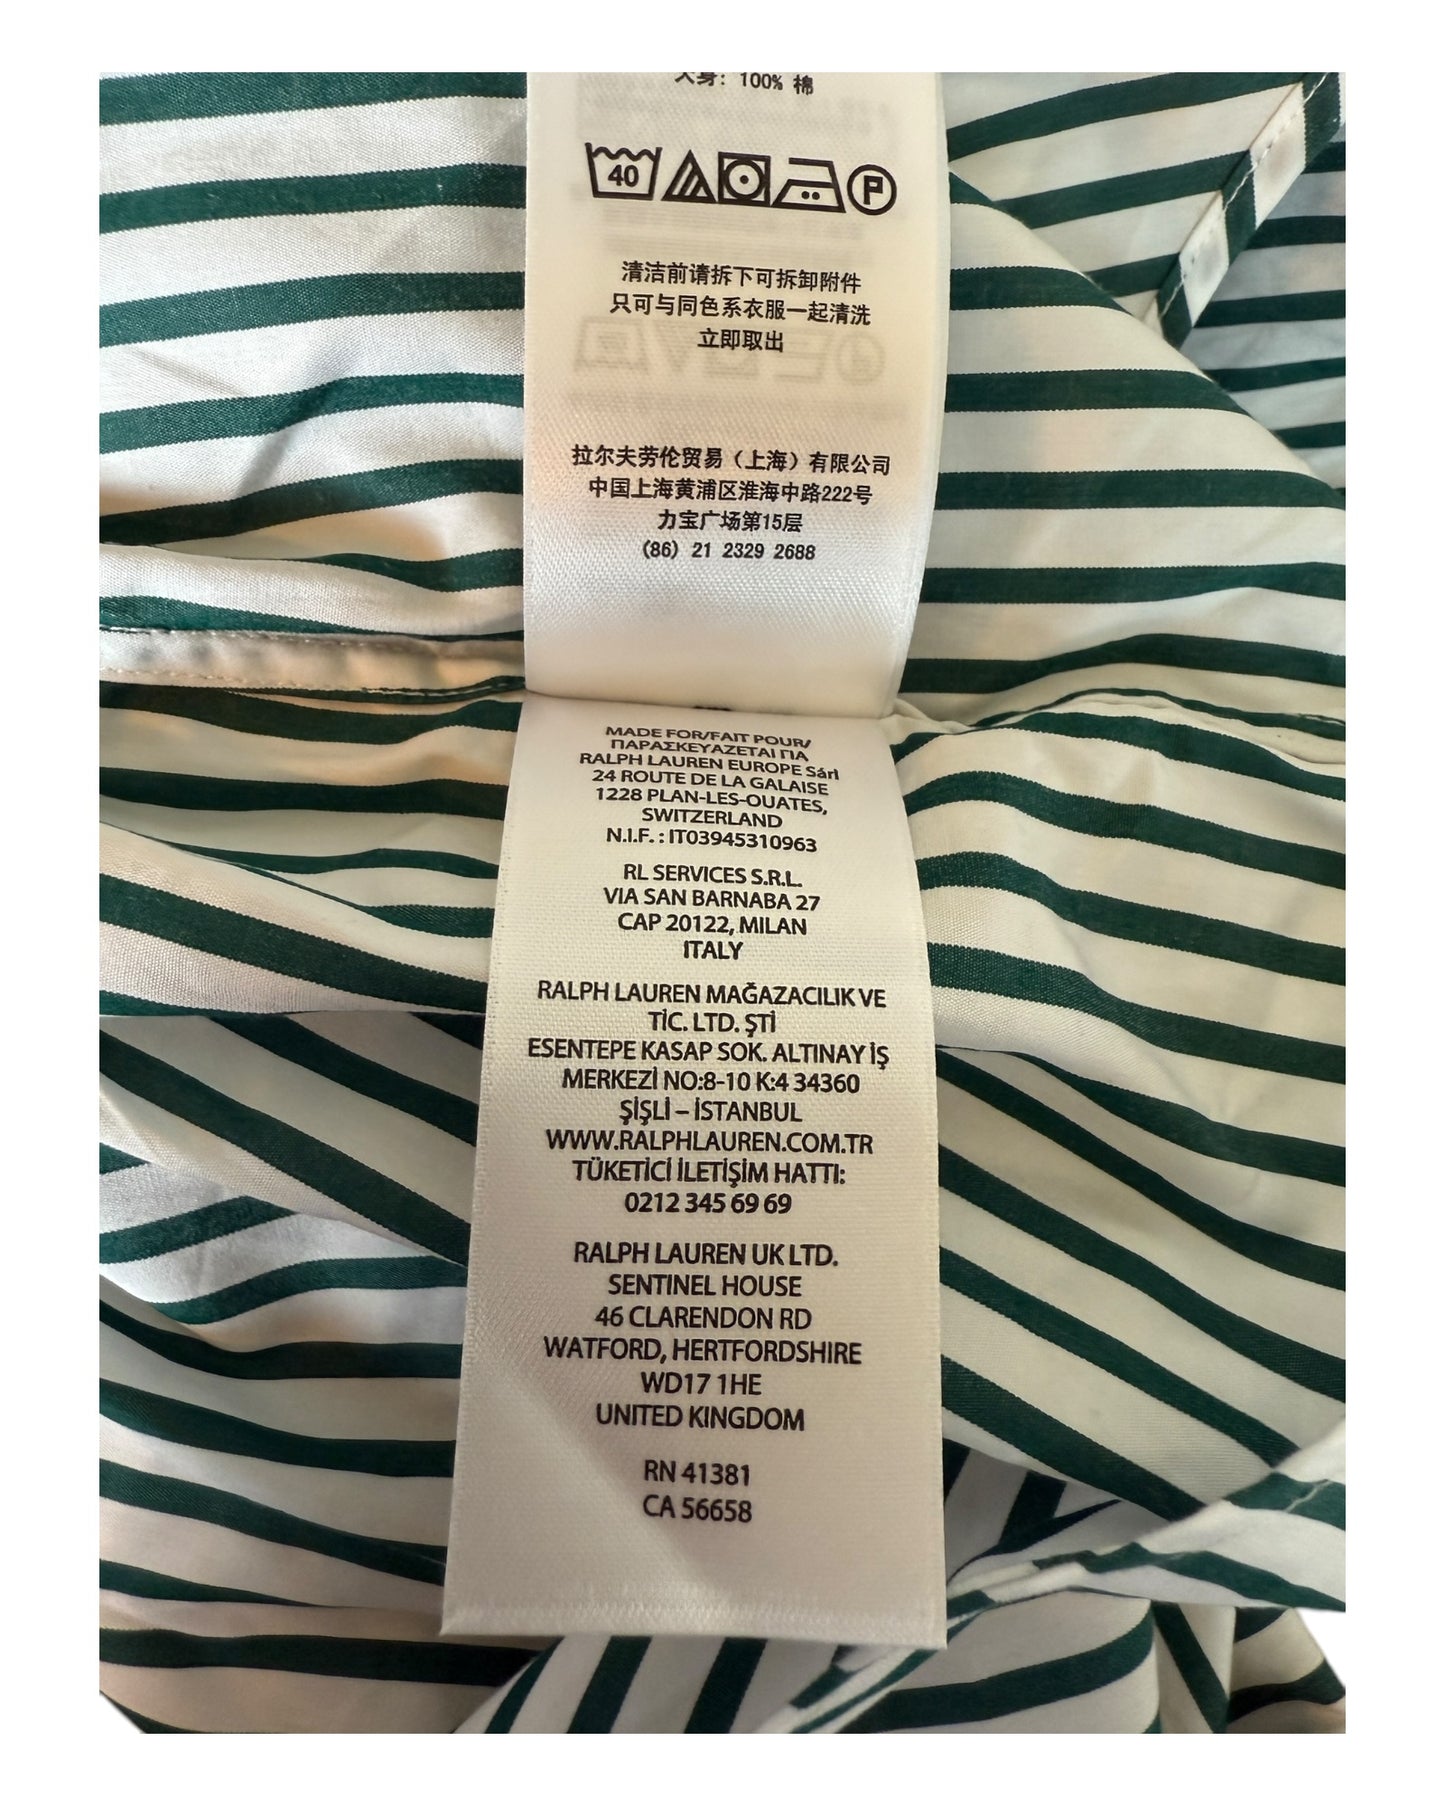 大身: 100% 棉
40
P
清洁前请拆下可拆卸附件
只可与同色系衣服一起清洗
立即取出
拉尔夫劳伦贸易（上海）有限公司
中国上海黄浦区淮海中路222号
力宝广场第15层
(86) 21 2329 2688
MADE FOR/FAIT POUR/
ΠΑΡΑΣΚΕΥΑΖΕΤΑΙ ΓΙΑ
RALPH LAUREN EUROPE Sárl
24 ROUTE DE LA GALAISE
1228 PLAN-LES-OUATES,
SWITZERLAND
N.I.F. : IT03945310963
RL SERVICES S.R.L.
VIA SAN BARNABA 27
CAP 20122, MILAN
ITALY
RALPH LAUREN MAĞAZACILIK VE
TİC. LTD. ŞTİ
ESENTEPE KASAP SOK. ALTINAY İŞ
MERKEZİ NO:8-10 K:4 34360
ŞİŞLİ – İSTANBUL
WWW.RALPHLAUREN.COM.TR
TÜKETİCİ İLETİŞİM HATTI:
0212 345 69 69
RALPH LAUREN UK LTD.
SENTINEL HOUSE
46 CLARENDON RD
WATFORD, HERTFORDSHIRE
WD17 1HE
UNITED KINGDOM
RN 41381
CA 56658